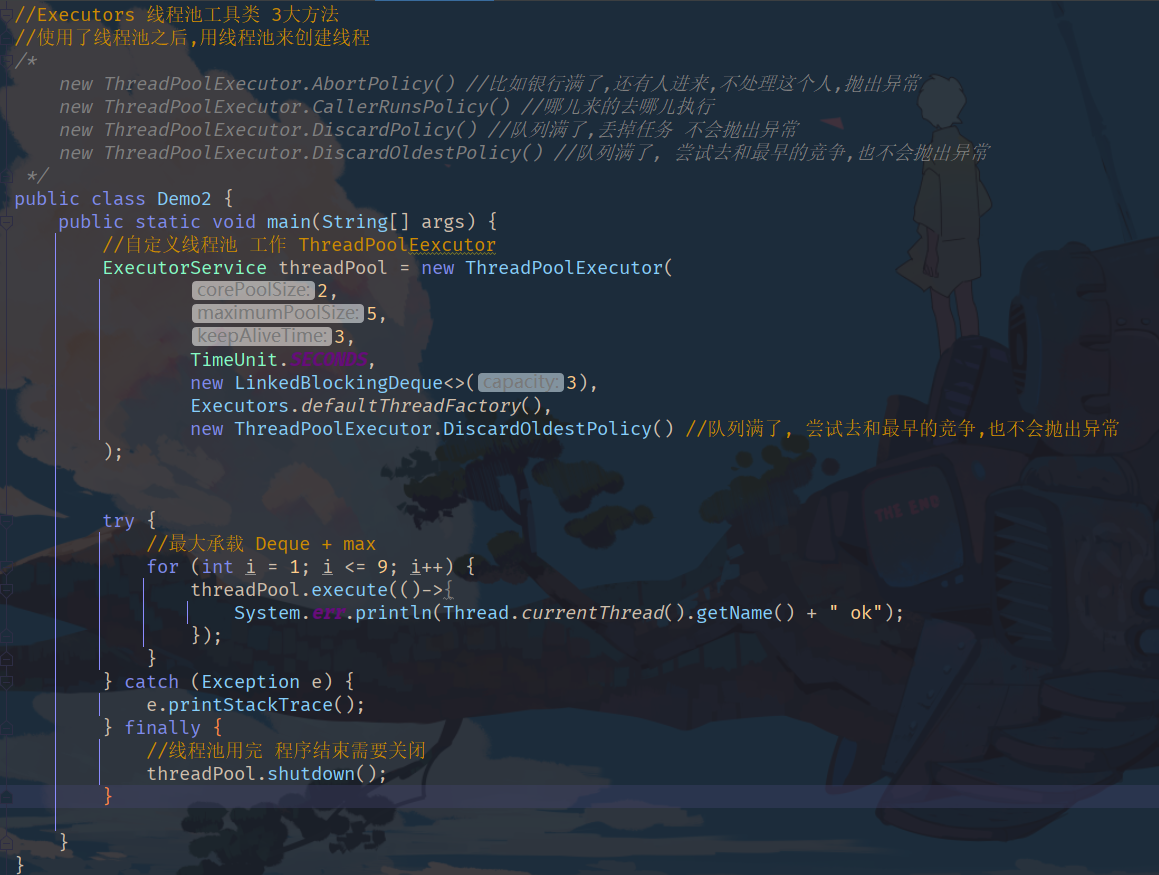 //Executors 线程池工具类 3大方法
//使用了线程池之后,用线程池来创建线程
/*
    new ThreadPoolExecutor.AbortPolicy() //比如银行满了,还有人进来,不处理这个人,抛出异常
    new ThreadPoolExecutor.CallerRunsPolicy() //哪儿来的去哪儿执行
    new ThreadPoolExecutor.DiscardPolicy() //队列满了,丢掉任务 不会抛出异常
    new ThreadPoolExecutor.DiscardOldestPolicy() //队列满了, 尝试去和最早的竞争,也不会抛出异常
 */
public class Demo2 {
    public static void main(String[] args) {
        //自定义线程池 工作 ThreadPoolEexcutor
        ExecutorService threadPool = new ThreadPoolExecutor(
                corePoolSize: 2,
                maximumPoolSize: 5,
                keepAliveTime: 3,
                TimeUnit.SECONDS,
                new LinkedBlockingDeque<>( capacity: 3),
                Executors.defaultThreadFactory(),
                new ThreadPoolExecutor.DiscardOldestPolicy() //队列满了, 尝试去和最早的竞争,也不会抛出异常
        );
        try {
            //最大承载 Deque + max
            for (int i = 1; i <= 9; i++) {
                threadPool.execute(()->{
                    System.err.println(Thread.currentThread().getName() + " ok");
                });
            }
        } catch (Exception e) {
            e.printStackTrace();
        } finally {
            //线程池用完 程序结束需要关闭
            threadPool.shutdown();
        }
    }
}
THE END